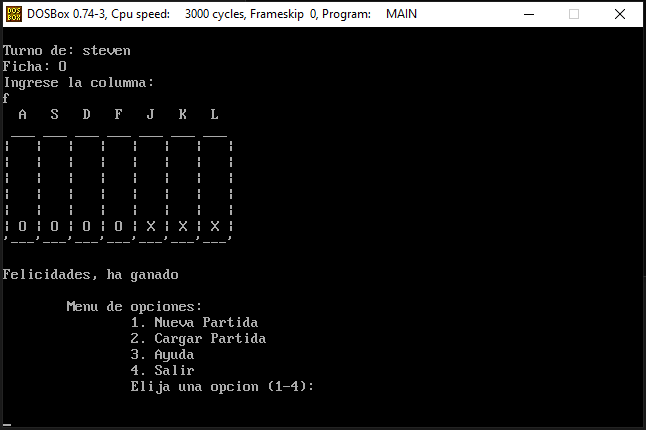 DOSBox 0.74-3, Cpu speed: 3000 cycles, Frameskip 0, Program: MAIN
Turno de: steven
Ficha: O
Ingrese la columna:
f
A S D F J K L
| O | O | O | O | X | X | X |
Felicidades, ha ganado
Menu de opciones:
1. Nueva Partida
2. Cargar Partida
3. Ayuda
4. Salir
Elija una opcion (1-4):